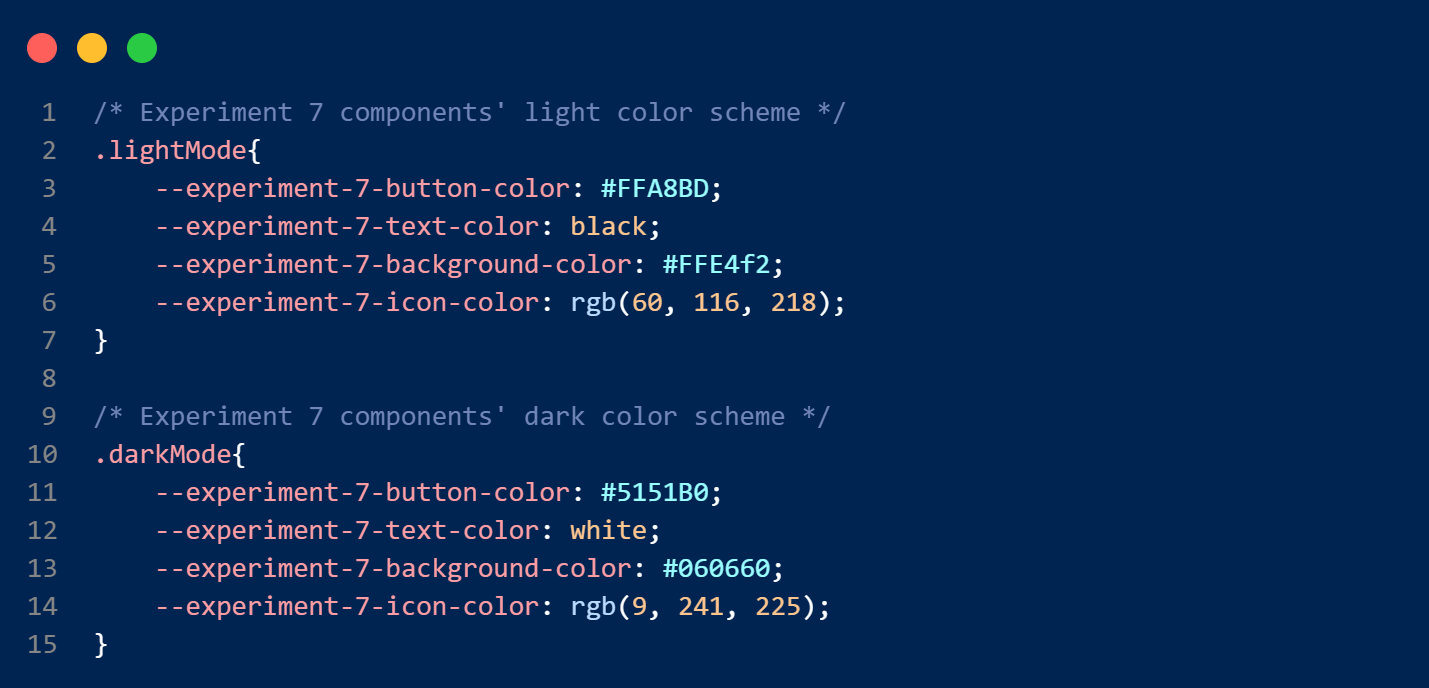 1 /* Experiment 7 components' light color scheme */
2 .lightMode{
3     --experiment-7-button-color: #FFA8BD;
4     --experiment-7-text-color: black;
5     --experiment-7-background-color: #FFE4f2;
6     --experiment-7-icon-color: rgb(60, 116, 218);
7 }
8
9 /* Experiment 7 components' dark color scheme */
10 .darkMode{
11     --experiment-7-button-color: #5151B0;
12     --experiment-7-text-color: white;
13     --experiment-7-background-color: #060660;
14     --experiment-7-icon-color: rgb(9, 241, 225);
15 }